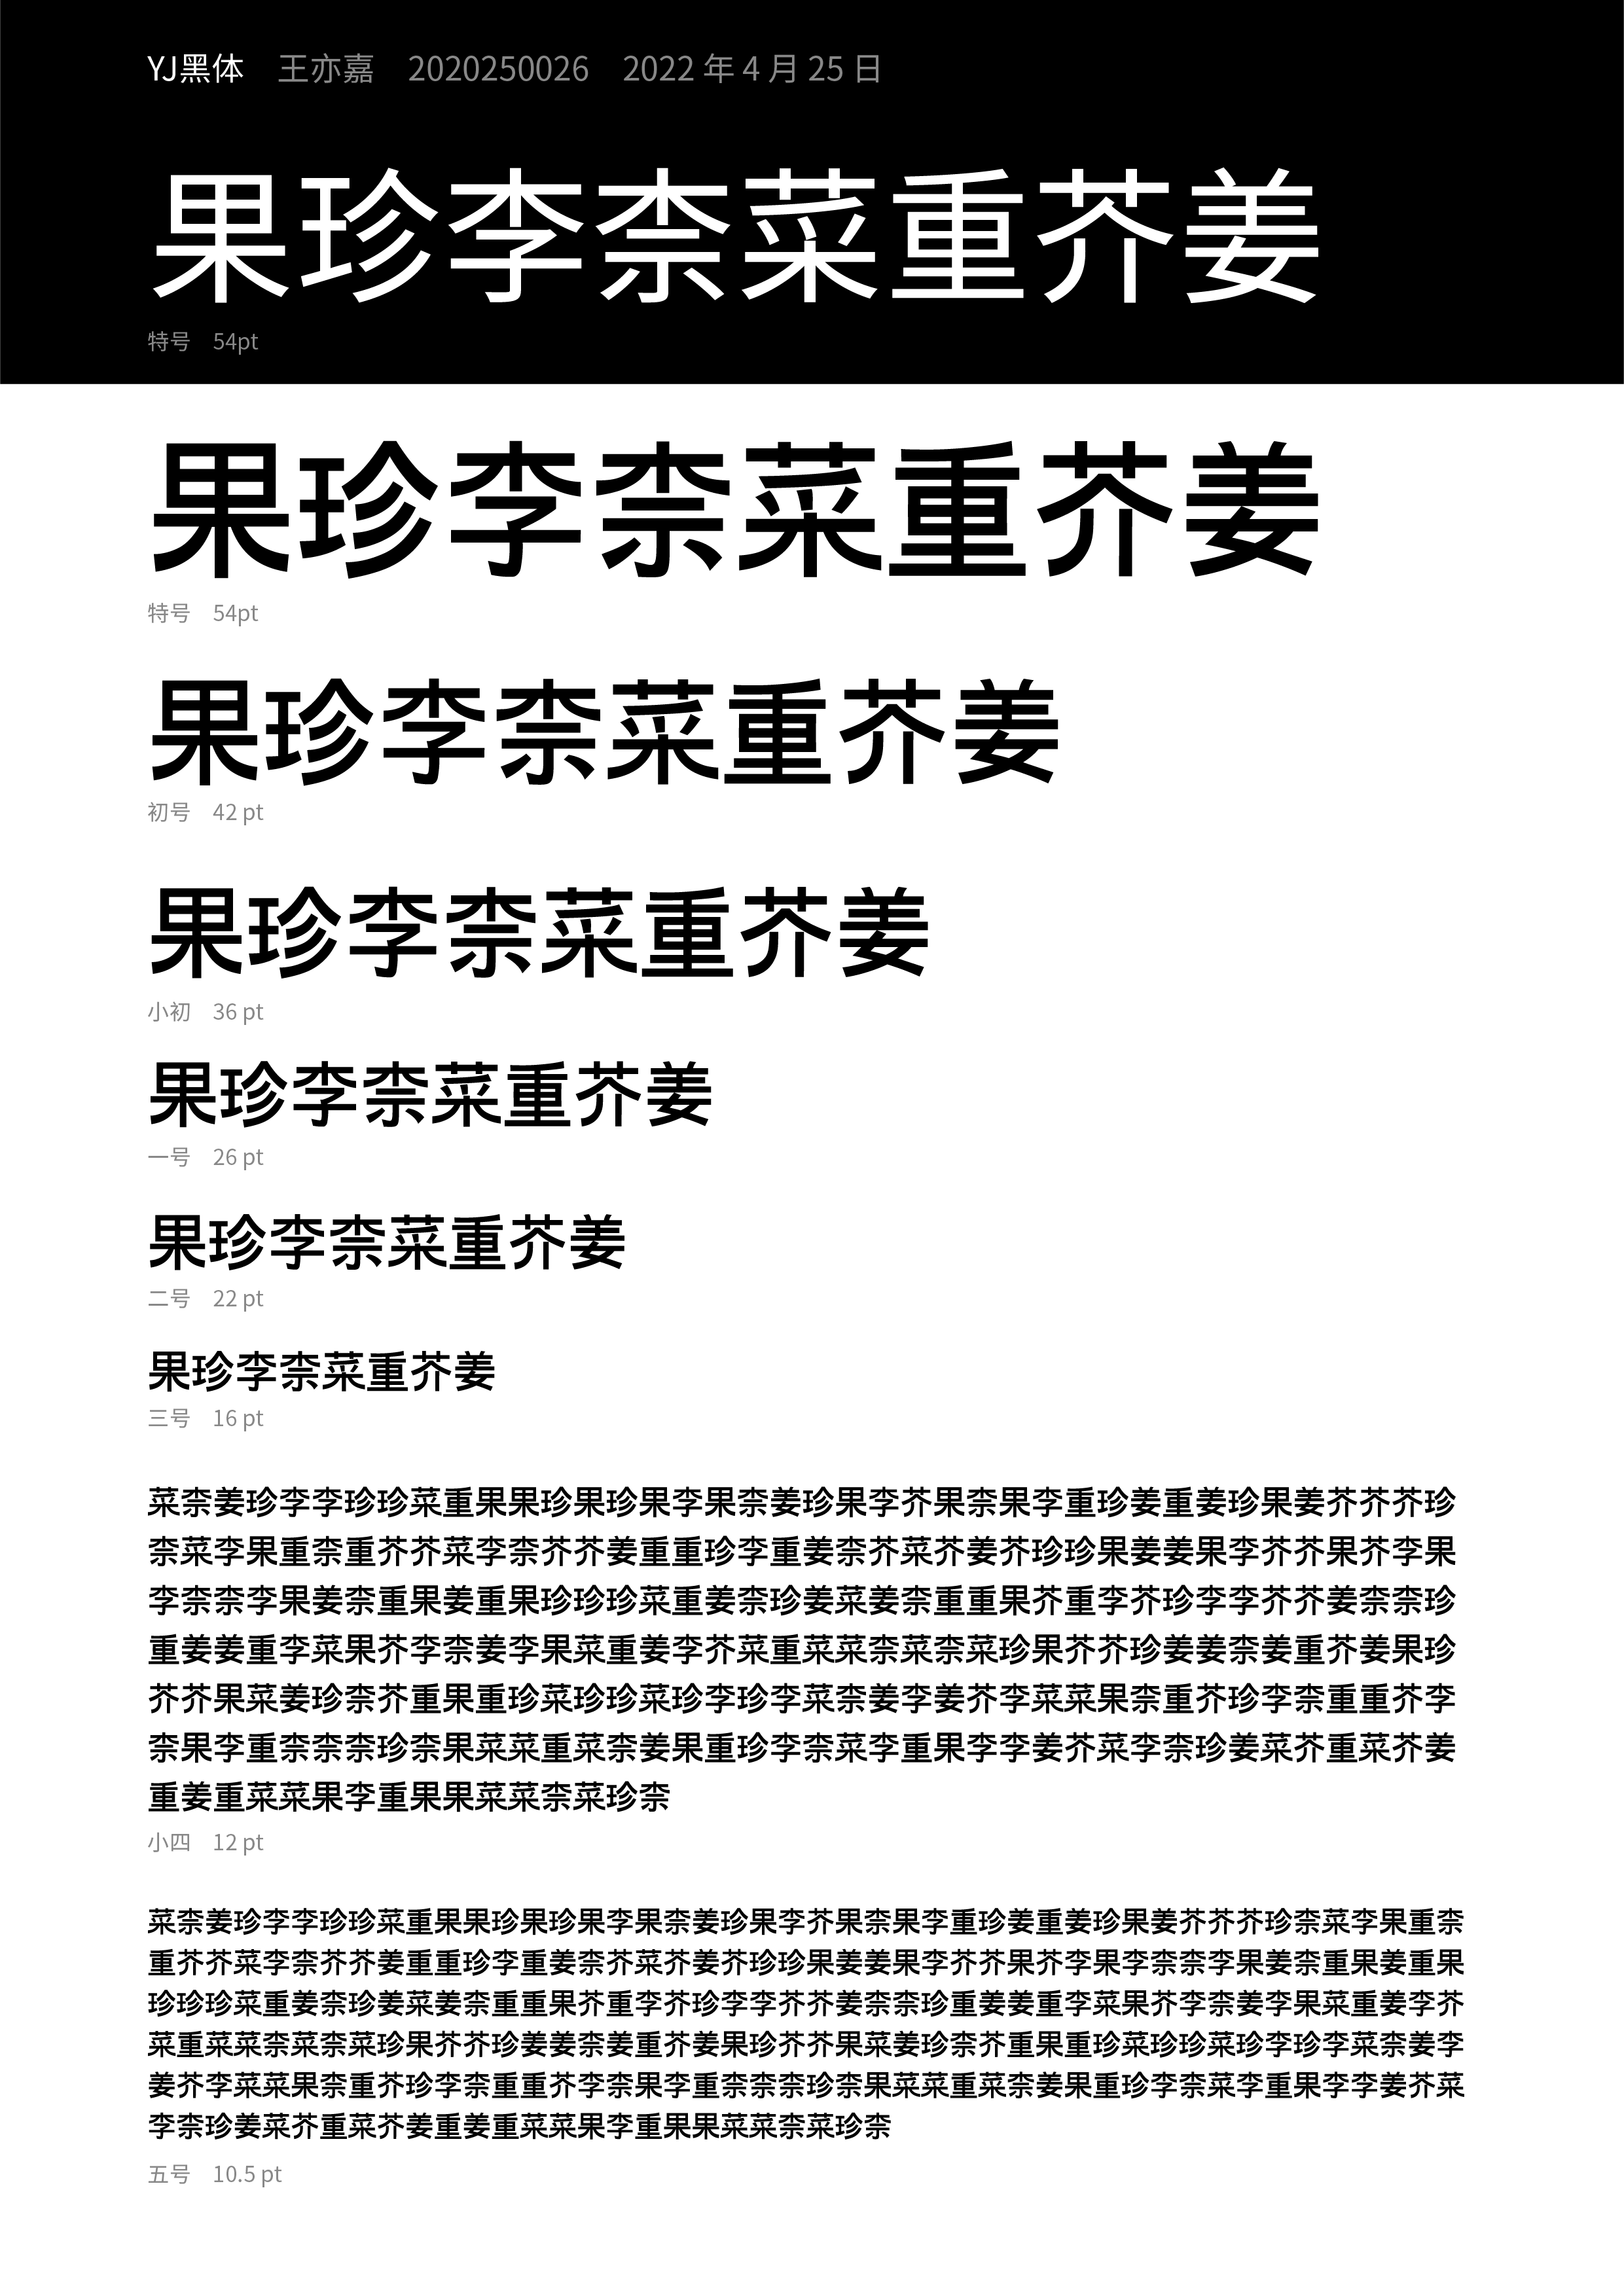 YJ黑体 王亦嘉 2020250026 2022 年 4 月 25 日
果珍李柰菜重芥姜
特号 54pt
果珍李柰菜重芥姜
特号 54pt
果珍李柰菜重芥姜
初号 42 pt
果珍李柰菜重芥姜
小初 36 pt
果珍李柰菜重芥姜
一号 26 pt
果珍李柰菜重芥姜
二号 22 pt
果珍李柰菜重芥姜
三号 16 pt
菜柰姜珍李李珍珍菜重果果珍果珍果李果柰姜珍果李芥果柰果李重珍姜重姜珍果姜芥芥芥珍
柰菜李果重柰重芥芥菜李柰芥芥姜重重珍李重姜柰芥菜芥姜芥珍珍果姜姜果李芥芥果芥李果
李柰柰李果姜柰重果姜重果珍珍珍菜重姜柰珍姜菜姜柰重重果芥重李芥珍李李芥芥姜柰柰珍
重姜姜重李菜果芥李柰姜李果菜重姜李芥菜重菜菜柰菜柰菜珍果芥芥珍姜姜柰姜重芥姜果珍
芥芥果菜姜珍柰芥重果重珍菜珍珍菜珍李珍李菜柰姜李姜芥李菜菜果柰重芥珍李柰重重芥李
柰果李重柰柰柰珍柰果菜菜重菜柰姜果重珍李柰菜李重果李李姜芥菜李柰珍姜菜芥重菜芥姜
重姜重菜菜果李重果果菜菜柰菜珍柰
小四 12 pt
菜柰姜珍李李珍珍菜重果果珍果珍果李果柰姜珍果李芥果柰果李重珍姜重姜珍果姜芥芥芥珍柰菜李果重柰
重芥芥菜李柰芥芥姜重重珍李重姜柰芥菜芥姜芥珍珍果姜姜果李芥芥果芥李果李柰柰李果姜柰重果姜重果
珍珍珍菜重姜柰珍姜菜姜柰重重果芥重李芥珍李李芥芥姜柰柰珍重姜姜重李菜果芥李柰姜李果菜重姜李芥
菜重菜菜柰菜柰菜珍果芥芥珍姜姜柰姜重芥姜果珍芥芥果菜姜珍柰芥重果重珍菜珍珍菜珍李珍李菜柰姜李
姜芥李菜菜果柰重芥珍李柰重重芥李柰果李重柰柰柰珍柰果菜菜重菜柰姜果重珍李柰菜李重果李李姜芥菜
李柰珍姜菜芥重菜芥姜重姜重菜菜果李重果果菜菜柰菜珍柰
五号 10.5 pt